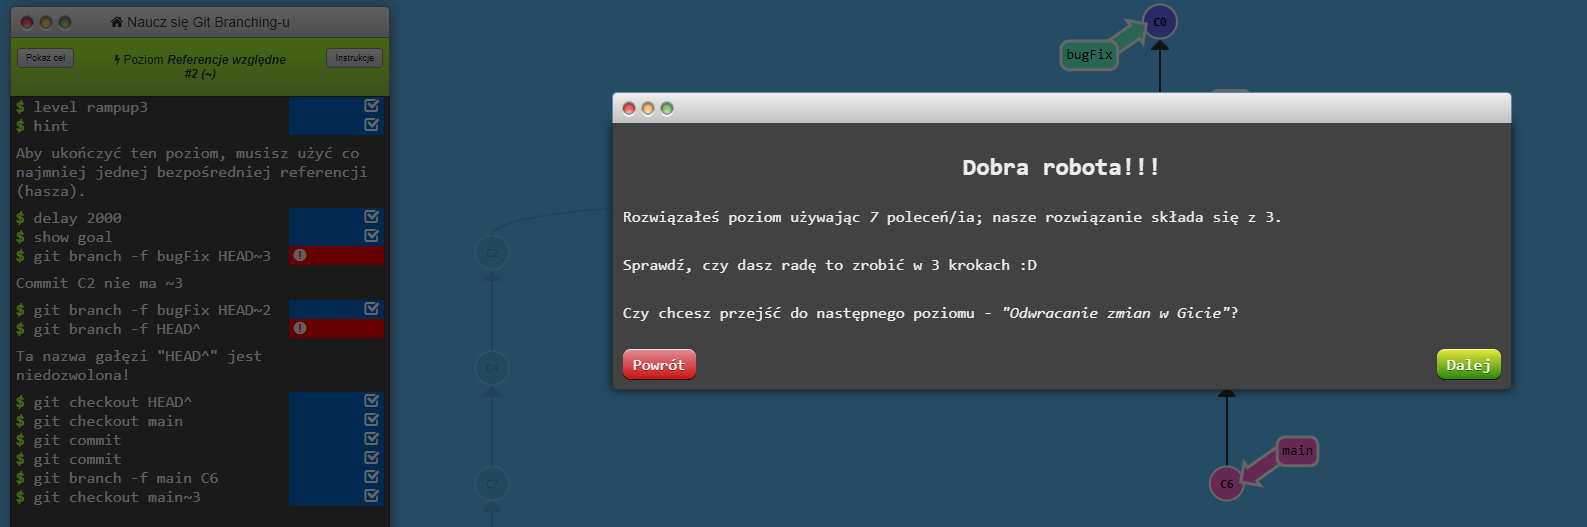 Naucz się Git Branching-u
Pokaż cel
Poziom Referencje względne
#2 (~)
Instrukcje
$ level rampup3
$ hint
Aby ukończyć ten poziom, musisz użyć co
najmniej jednej bezpośredniej referencji
(hasza).
$ delay 2000
$ show goal
$ git branch -f bugFix HEAD~3
Commit C2 nie ma ~3
$ git branch -f bugFix HEAD~2
$ git branch -f HEAD^
Ta nazwa gałęzi "HEAD^" jest
niedozwolona!
$ git checkout HEAD^
$ git checkout main
$ git commit
$ git commit
$ git branch -f main C6
$ git checkout main~3
C0
bugFix
Dobra robota!!!
Rozwiązałeś poziom używając 7 poleceń/ia; nasze rozwiązanie składa się z 3.
Sprawdź, czy dasz radę to zrobić w 3 krokach :D
Czy chcesz przejść do następnego poziomu - "Odwracanie zmian w Gicie"?
Powrót
Dalej
C2
C4
C7
main
C6